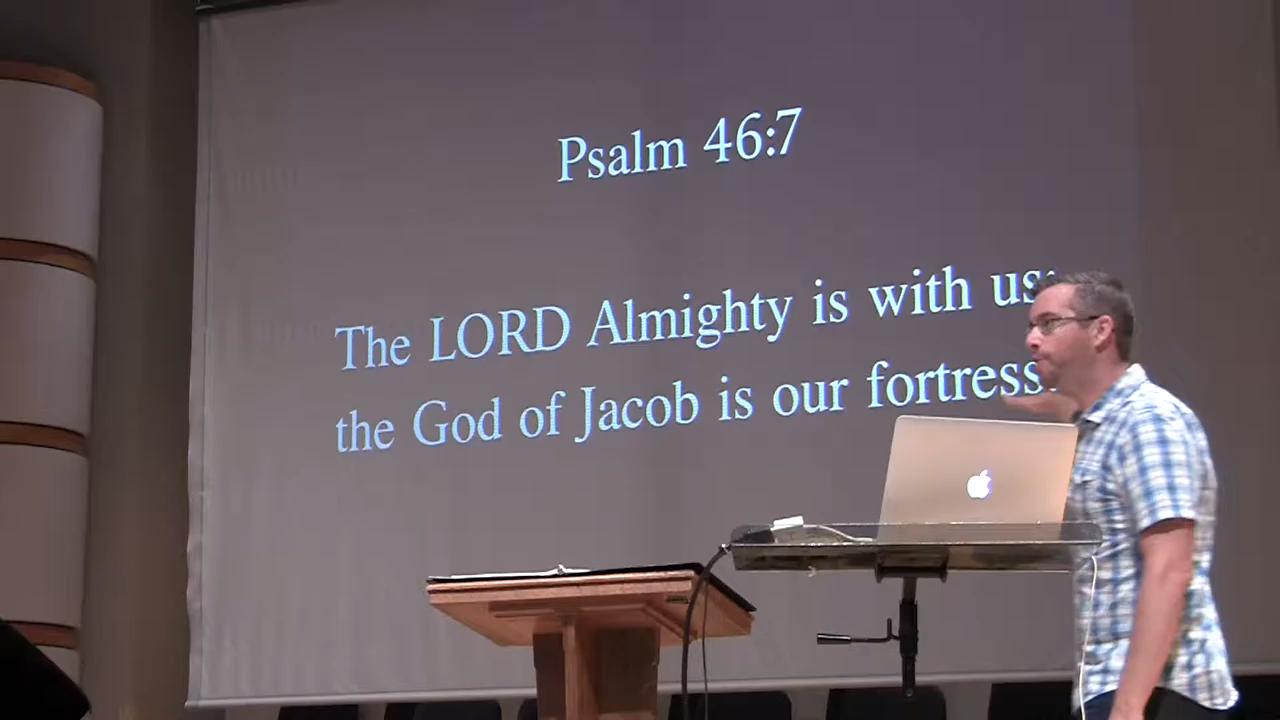 Psalm 46:7
The LORD Almighty is with us;
the God of Jacob is our fortress.